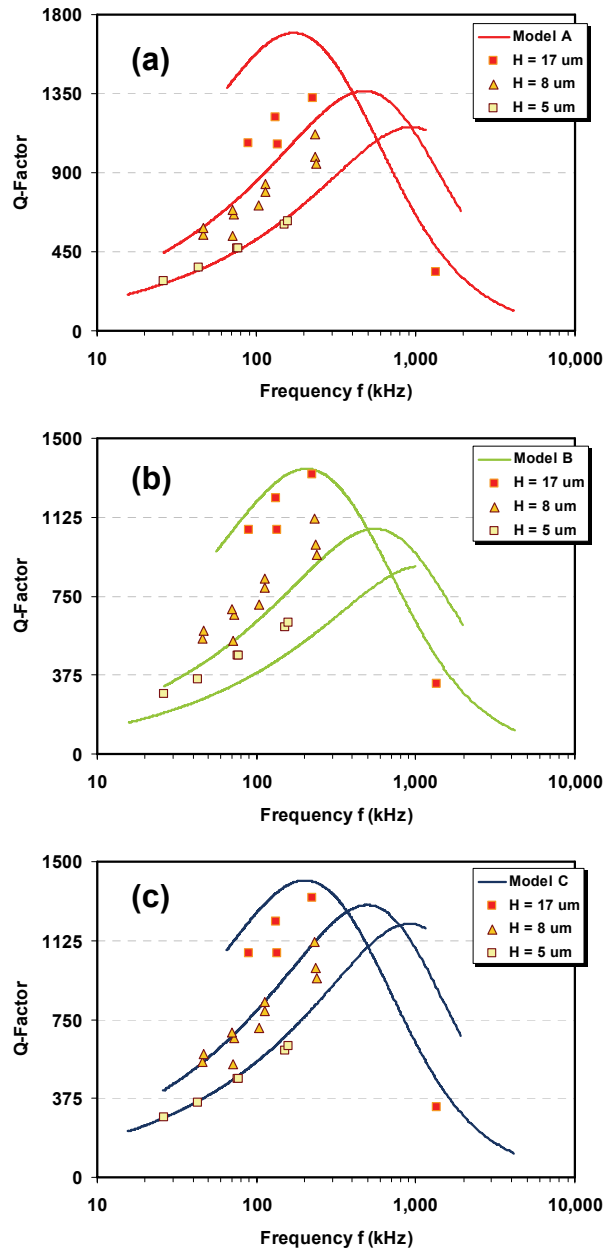 (a)
Model A
H = 17 um
H = 8 um
H = 5 um
1800
1350
900
450
0
Q-Factor
10
100
1,000
10,000
Frequency f (kHz)
(b)
Model B
H = 17 um
H = 8 um
H = 5 um
1500
1125
750
375
0
Q-Factor
10
100
1,000
10,000
Frequency f (kHz)
(c)
Model C
H = 17 um
H = 8 um
H = 5 um
1500
1125
750
375
0
Q-Factor
10
100
1,000
10,000
Frequency f (kHz)